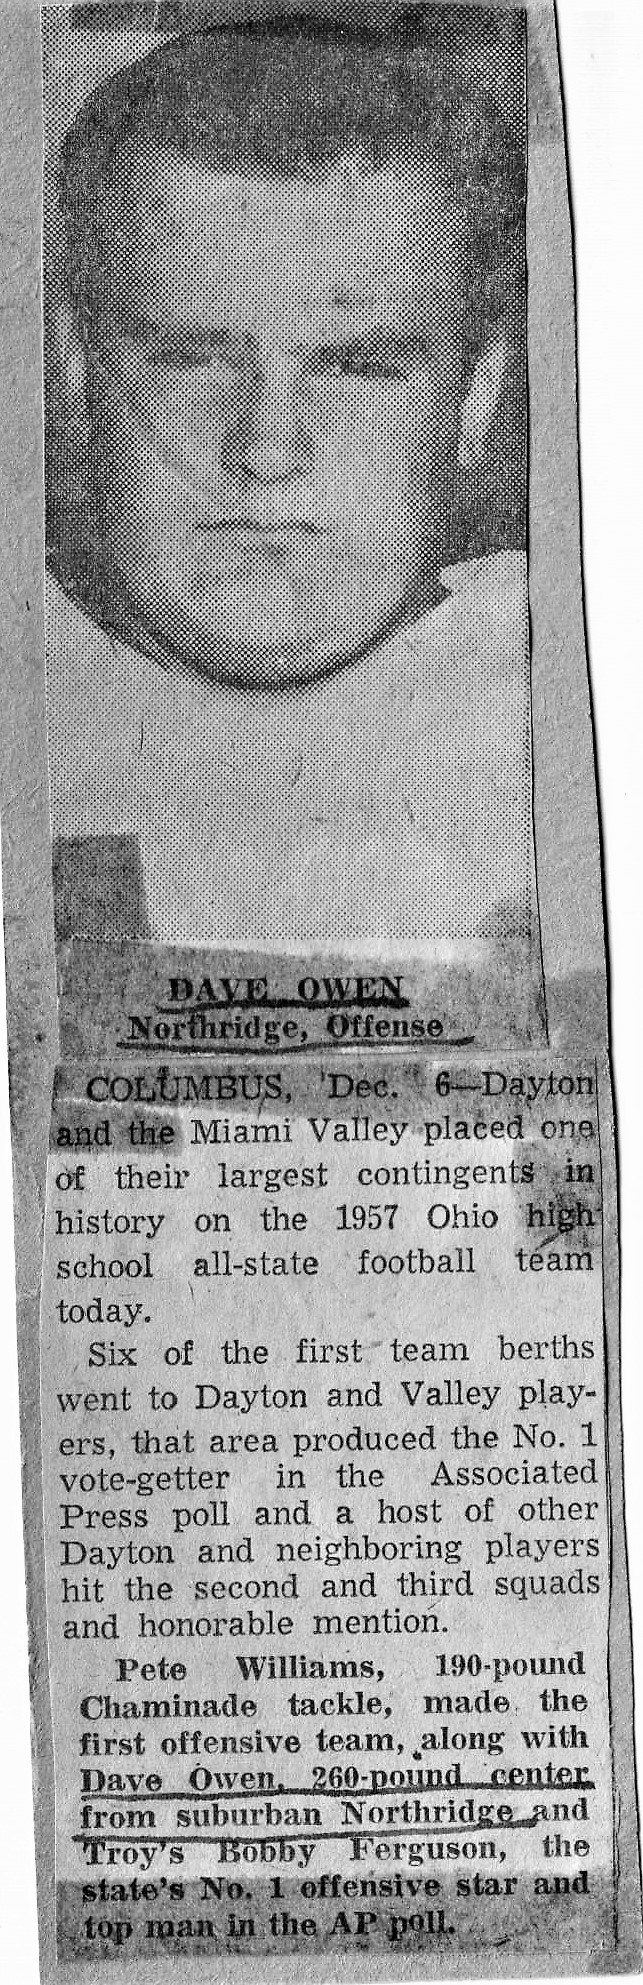 DAVE OWEN
Northridge, Offense
COLUMBUS, Dec. 6—Dayton
and the Miami Valley placed one
of their largest contingents in
history on the 1957 Ohio high
school all-state football team
today.
Six of the first team berths
went to Dayton and Valley play-
ers, that area produced the No. 1
vote-getter in the Associated
Press poll and a host of other
Dayton and neighboring players
hit the second and third squads
and honorable mention.
Pete Williams, 190-pound
Chaminade tackle, made the
first offensive team, along with
Dave Owen, 260-pound center
from suburban Northridge and
Troy's Bobby Ferguson, the
state's No. 1 offensive star and
top man in the AP poll.